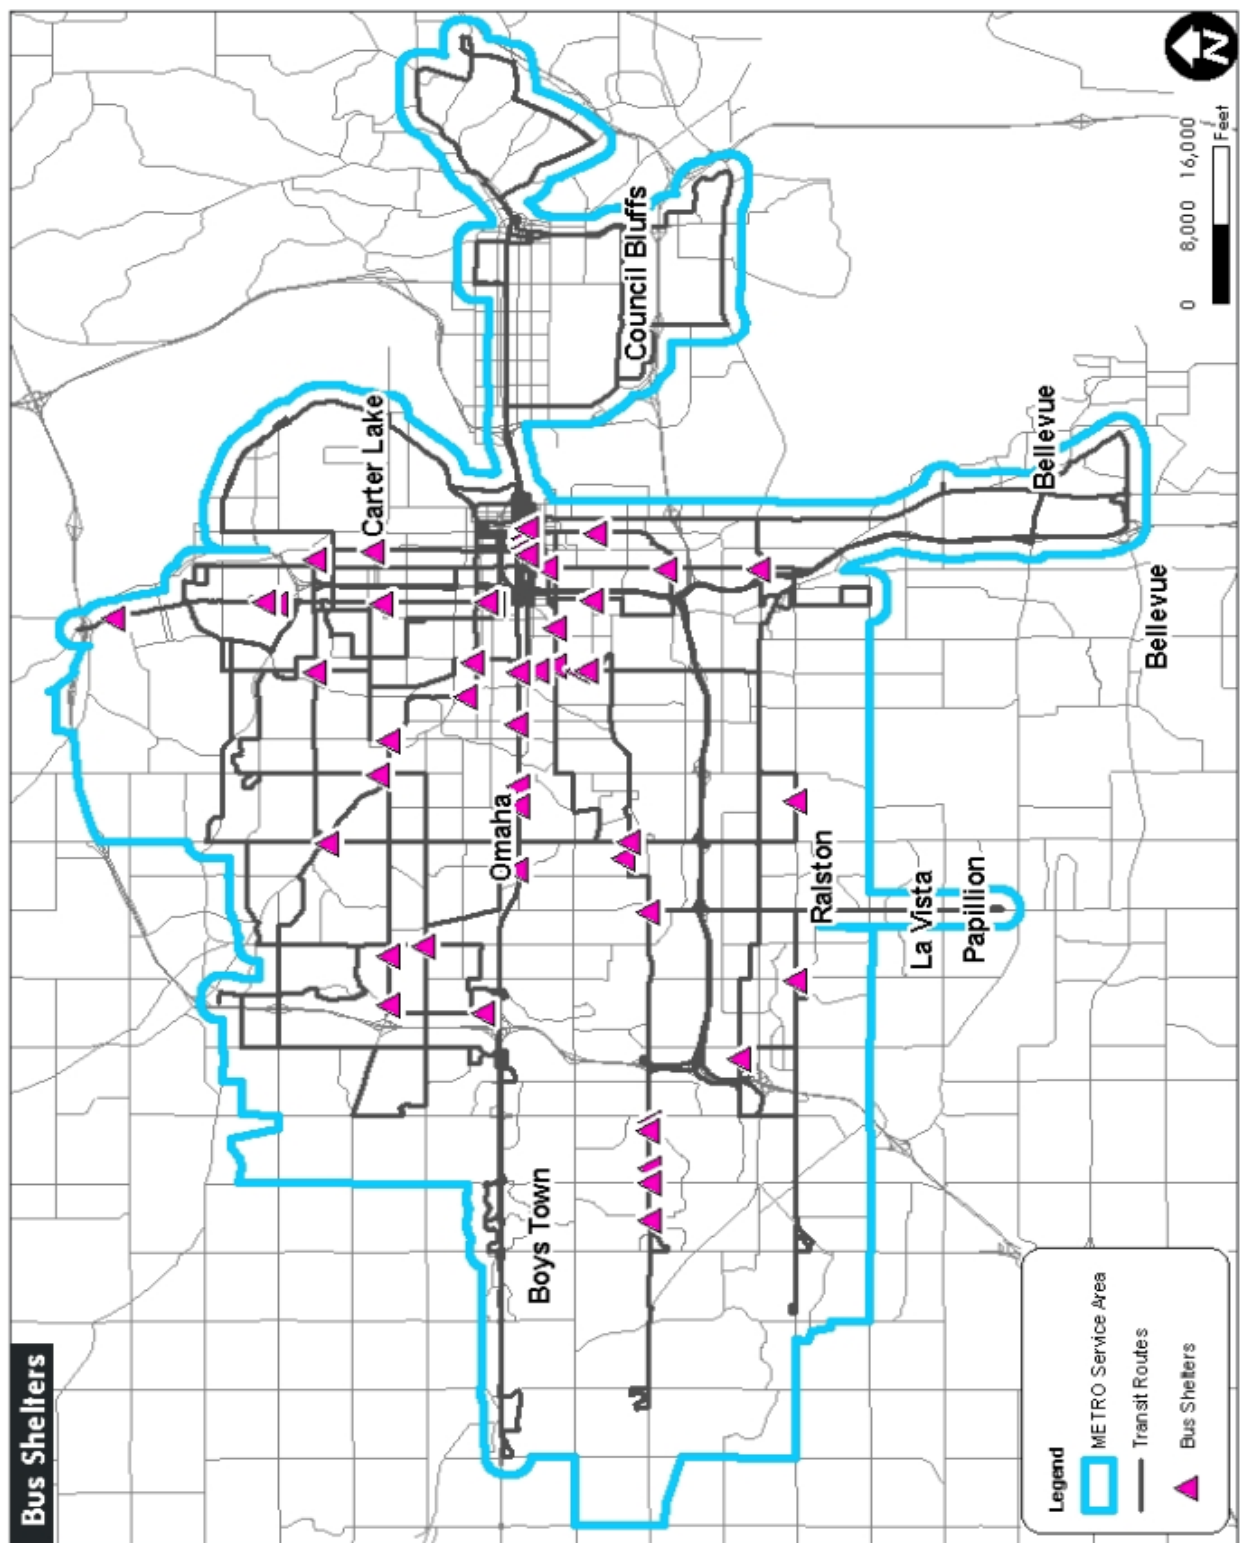 Bus Shelters
Carter Lake
Council Bluffs
Omaha
Boys Town
Ralston
La Vista
Papillion
Bellevue
Bellevue
N
0 8,000 16,000
Feet
Legend
METRO Service Area
Transit Routes
Bus Shelters